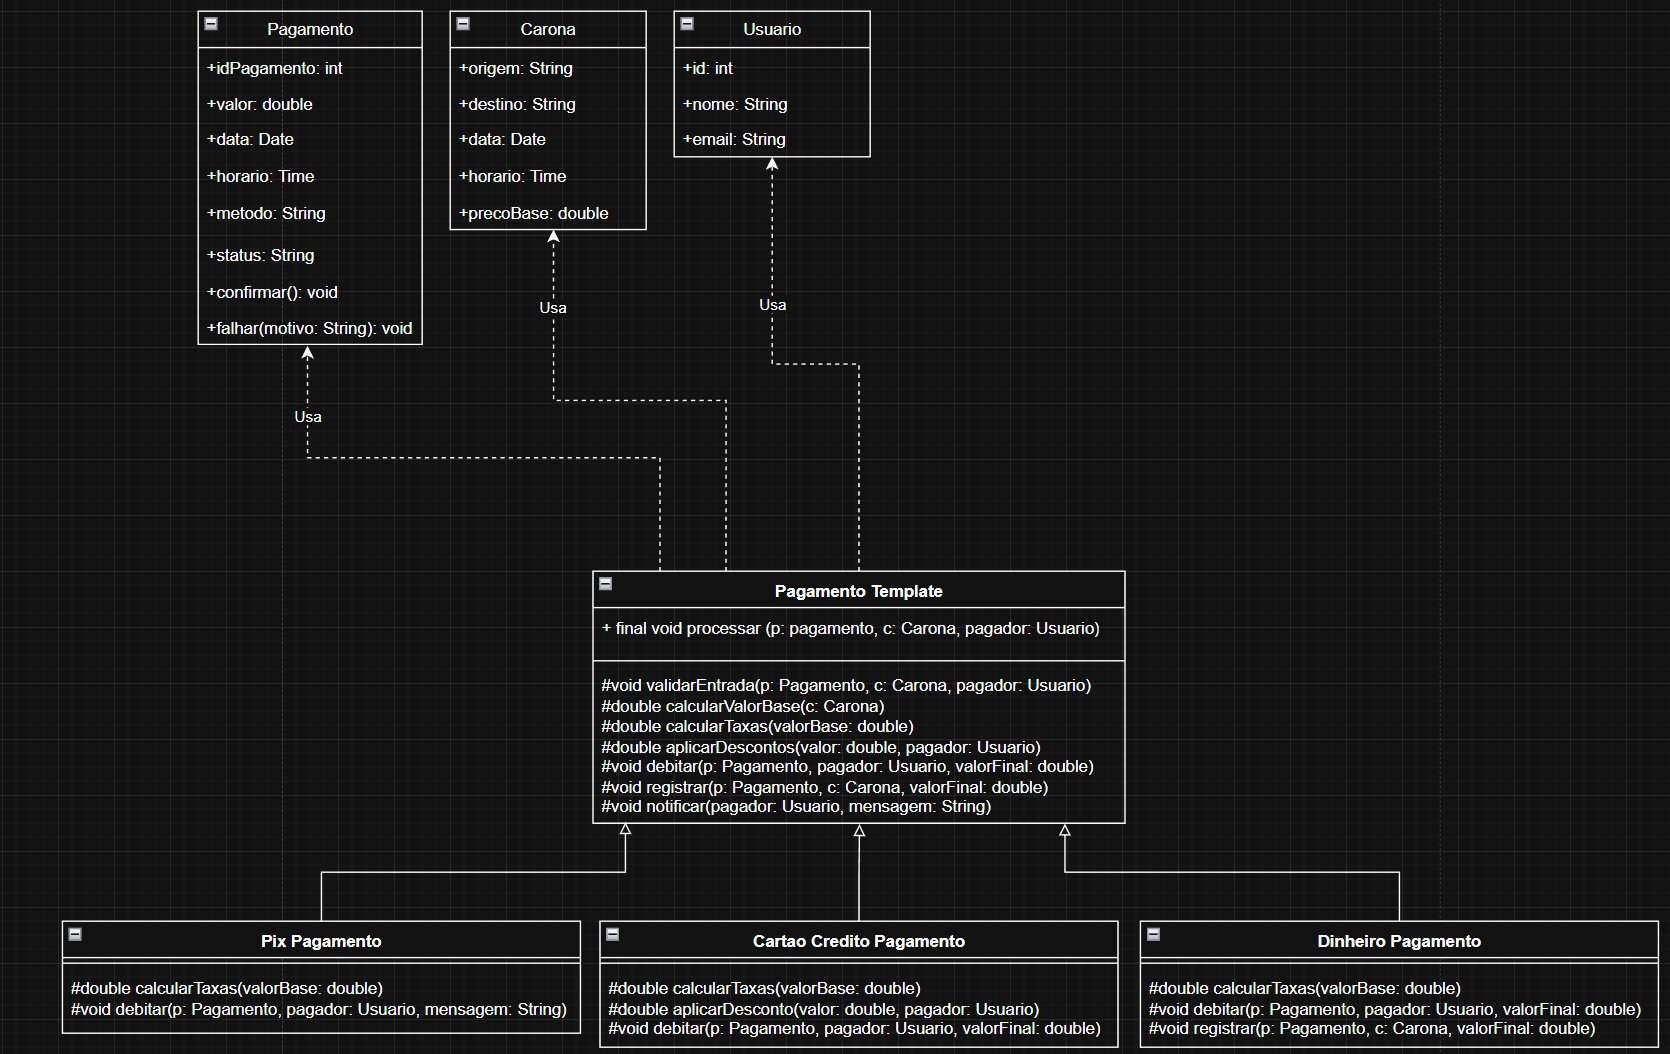 Pagamento
+idPagamento: int
+valor: double
+data: Date
+horario: Time
+metodo: String
+status: String
+confirmar(): void
+falhar(motivo: String): void
Carona
+origem: String
+destino: String
+data: Date
+horario: Time
+precoBase: double
Usuario
+id: int
+nome: String
+email: String
Usa
Usa
Usa
Pagamento Template
+ final void processar (p: pagamento, c: Carona, pagador: Usuario)
#void validarEntrada(p: Pagamento, c: Carona, pagador: Usuario)
#double calcularValorBase(c: Carona)
#double calcularTaxas(valorBase: double)
#double aplicarDescontos(valor: double, pagador: Usuario)
#void debitar(p: Pagamento, pagador: Usuario, valorFinal: double)
#void registrar(p: Pagamento, c: Carona, valorFinal: double)
#void notificar(pagador: Usuario, mensagem: String)
Pix Pagamento
#double calcularTaxas(valorBase: double)
#void debitar(p: Pagamento, pagador: Usuario, mensagem: String)
Cartao Credito Pagamento
#double calcularTaxas(valorBase: double)
#double aplicarDesconto(valor: double, pagador: Usuario)
#void debitar(p: Pagamento, pagador: Usuario, valorFinal: double)
Dinheiro Pagamento
#double calcularTaxas(valorBase: double)
#void debitar(p: Pagamento, pagador: Usuario, valorFinal: double)
#void registrar(p: Pagamento, c: Carona, valorFinal: double)